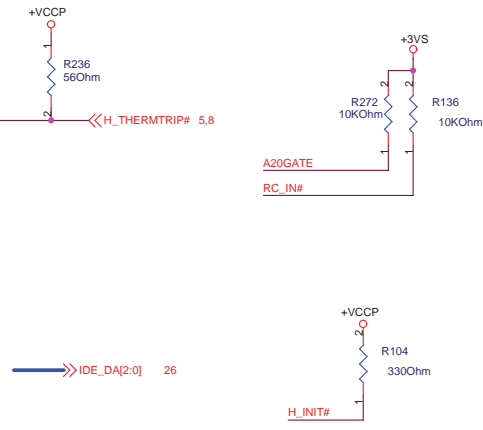 +VCCP
1
R236
56Ohm
2
H_THERMTRIP# 5,8
+3VS
2
2
R272
10KOhm
R136
10KOhm
1
1
A20GATE
RC_IN#
IDE_DA[2:0] 26
+VCCP
2
R104
330Ohm
1
H_INIT#